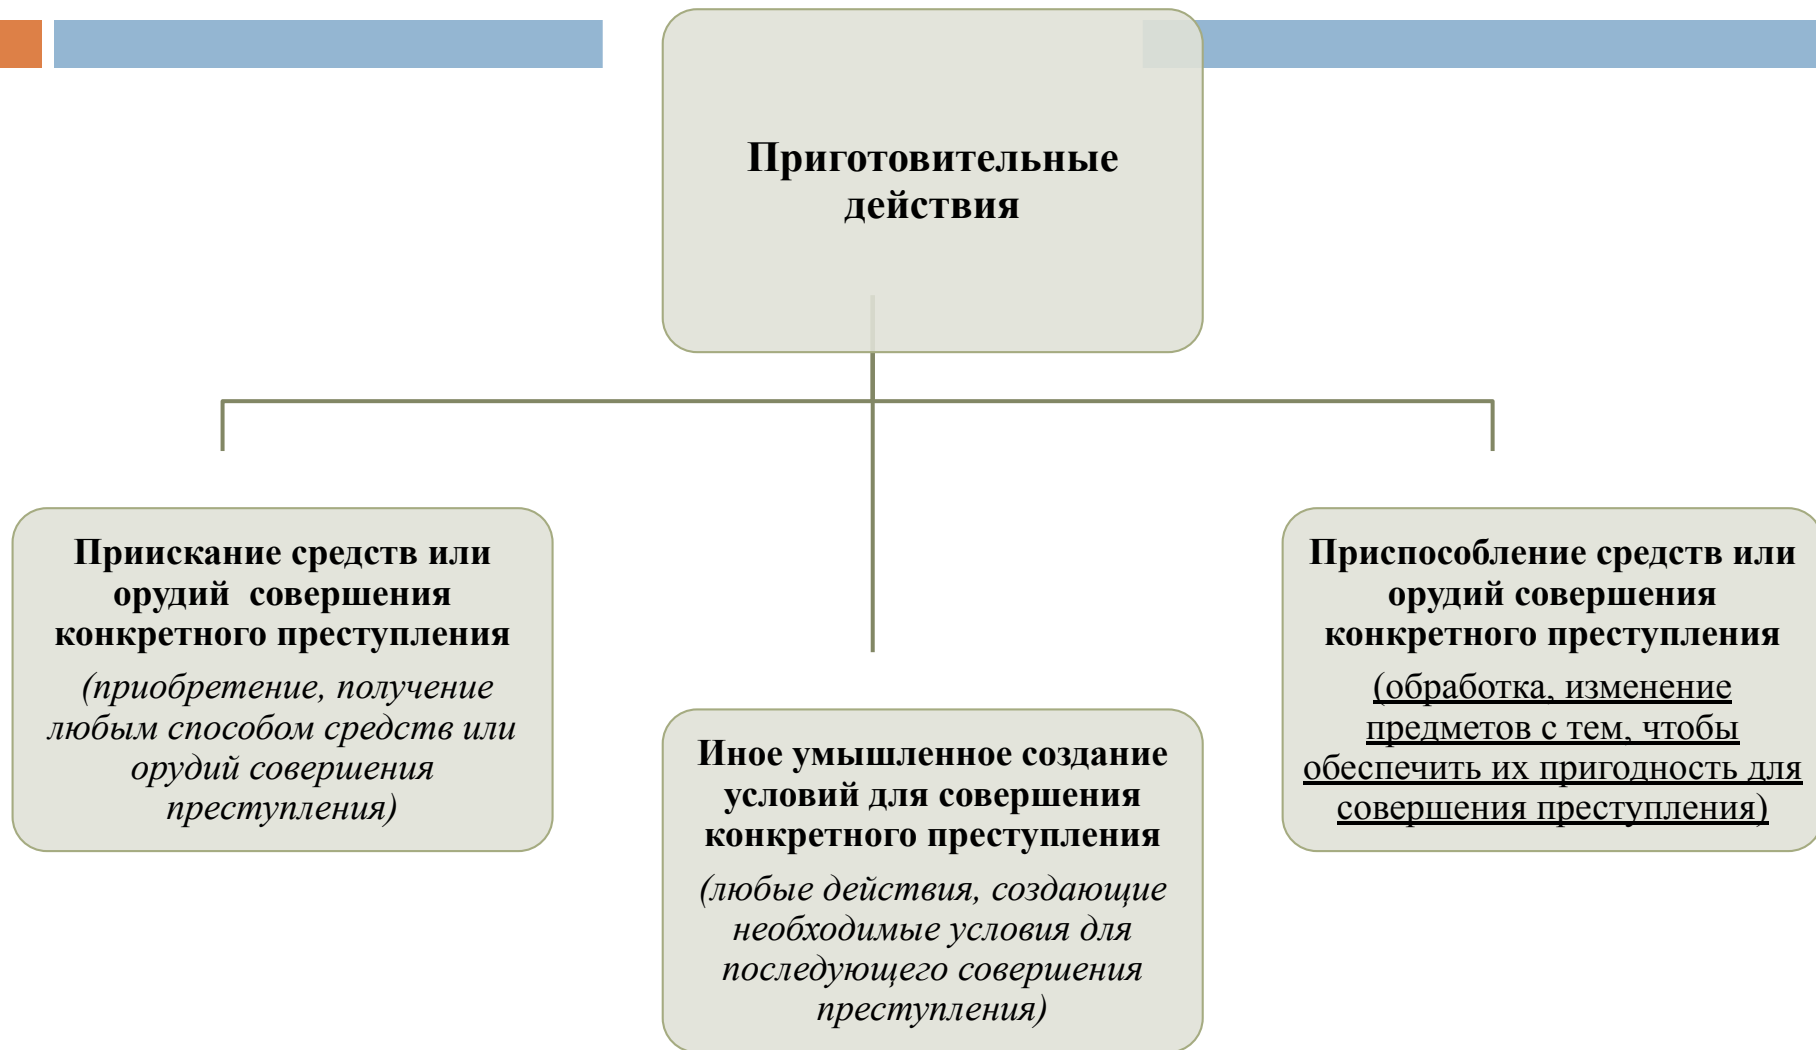 Приготовительные
действия
Приискание средств или
орудий совершения
конкретного преступления
(приобретение, получение
любым способом средств или
орудий совершения
преступления)
Иное умышленное создание
условий для совершения
конкретного преступления
(любые действия, создающие
необходимые условия для
последующего совершения
преступления)
Приспособление средств или
орудий совершения
конкретного преступления
(обработка, изменение
предметов с тем, чтобы
обеспечить их пригодность для
совершения преступления)